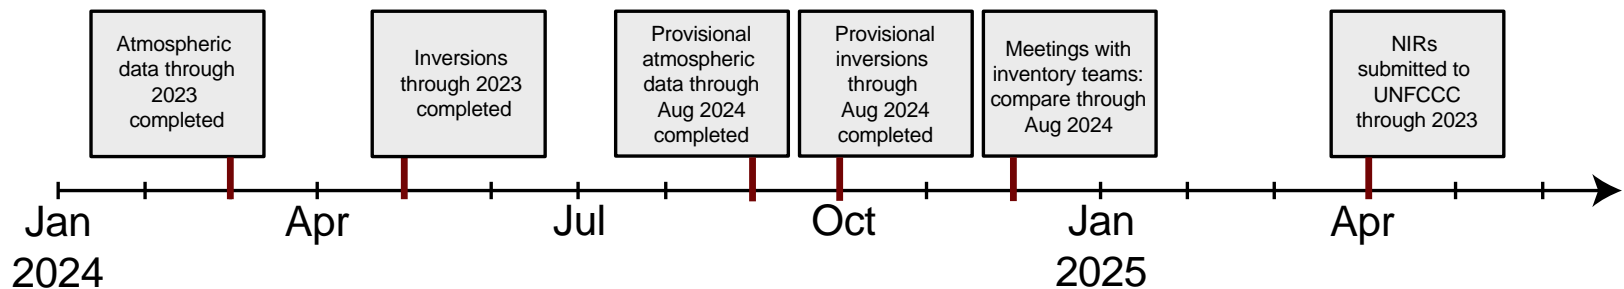 Atmospheric
data through
2023
completed
Inversions
through 2023
completed
Provisional
atmospheric
data through
Aug 2024
completed
Provisional
inversions
through
Aug 2024
completed
Meetings with
inventory teams:
compare through
Aug 2024
NIRs
submitted to
UNFCCC
through 2023
Jan
2024
Apr
Jul
Oct
Jan
2025
Apr